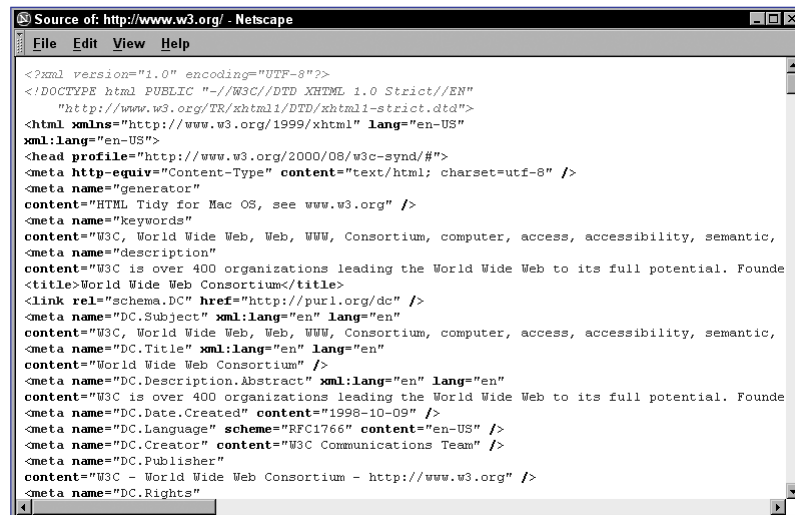 Source of: http://www.w3.org/ - Netscape
File Edit View Help
<?xml version="1.0" encoding="UTF-8"?>
<!DOCTYPE html PUBLIC "-//W3C//DTD XHTML 1.0 Strict//EN"
"http://www.w3.org/TR/xhtml1/DTD/xhtml1-strict.dtd">
<html xmlns="http://www.w3.org/1999/xhtml" lang="en-US"
xml:lang="en-US">
<head profile="http://www.w3.org/2000/08/w3c-synd/#">
<meta http-equiv="Content-Type" content="text/html; charset=utf-8" />
<meta name="generator"
content="HTML Tidy for Mac OS, see www.w3.org" />
<meta name="keywords"
content="W3C, World Wide Web, Web, WWW, Consortium, computer, access, accessibility, semantic,
<meta name="description"
content="W3C is over 400 organizations leading the World Wide Web to its full potential. Founde
<title>World Wide Web Consortium</title>
<link rel="schema.DC" href="http://purl.org/dc" />
<meta name="DC.Subject" xml:lang="en" lang="en"
content="W3C, World Wide Web, Web, WWW, Consortium, computer, access, accessibility, semantic,
<meta name="DC.Title" xml:lang="en" lang="en"
content="World Wide Web Consortium" />
<meta name="DC.Description.Abstract" xml:lang="en" lang="en"
content="W3C is over 400 organizations leading the World Wide Web to its full potential. Founde
<meta name="DC.Date.Created" content="1998-10-09" />
<meta name="DC.Language" scheme="RFC1766" content="en-US" />
<meta name="DC.Creator" content="W3C Communications Team" />
<meta name="DC.Publisher"
content="W3C - World Wide Web Consortium - http://www.w3.org" />
<meta name="DC.Rights"